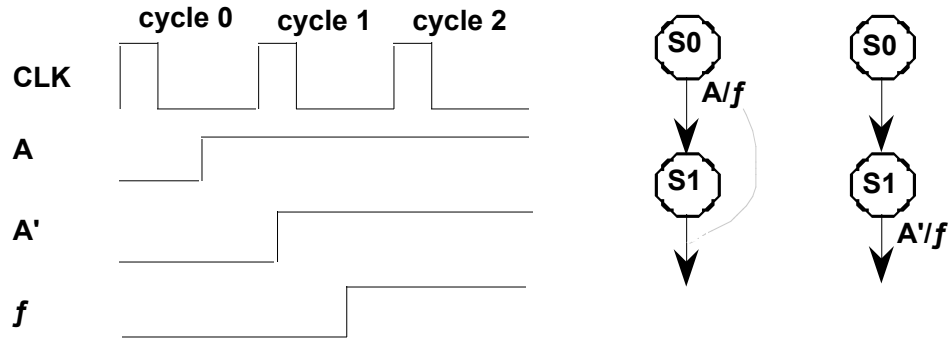 cycle 0 cycle 1 cycle 2
CLK
A
A'
ƒ
S0
A/ƒ
S1
S0
S1
A'/ƒ